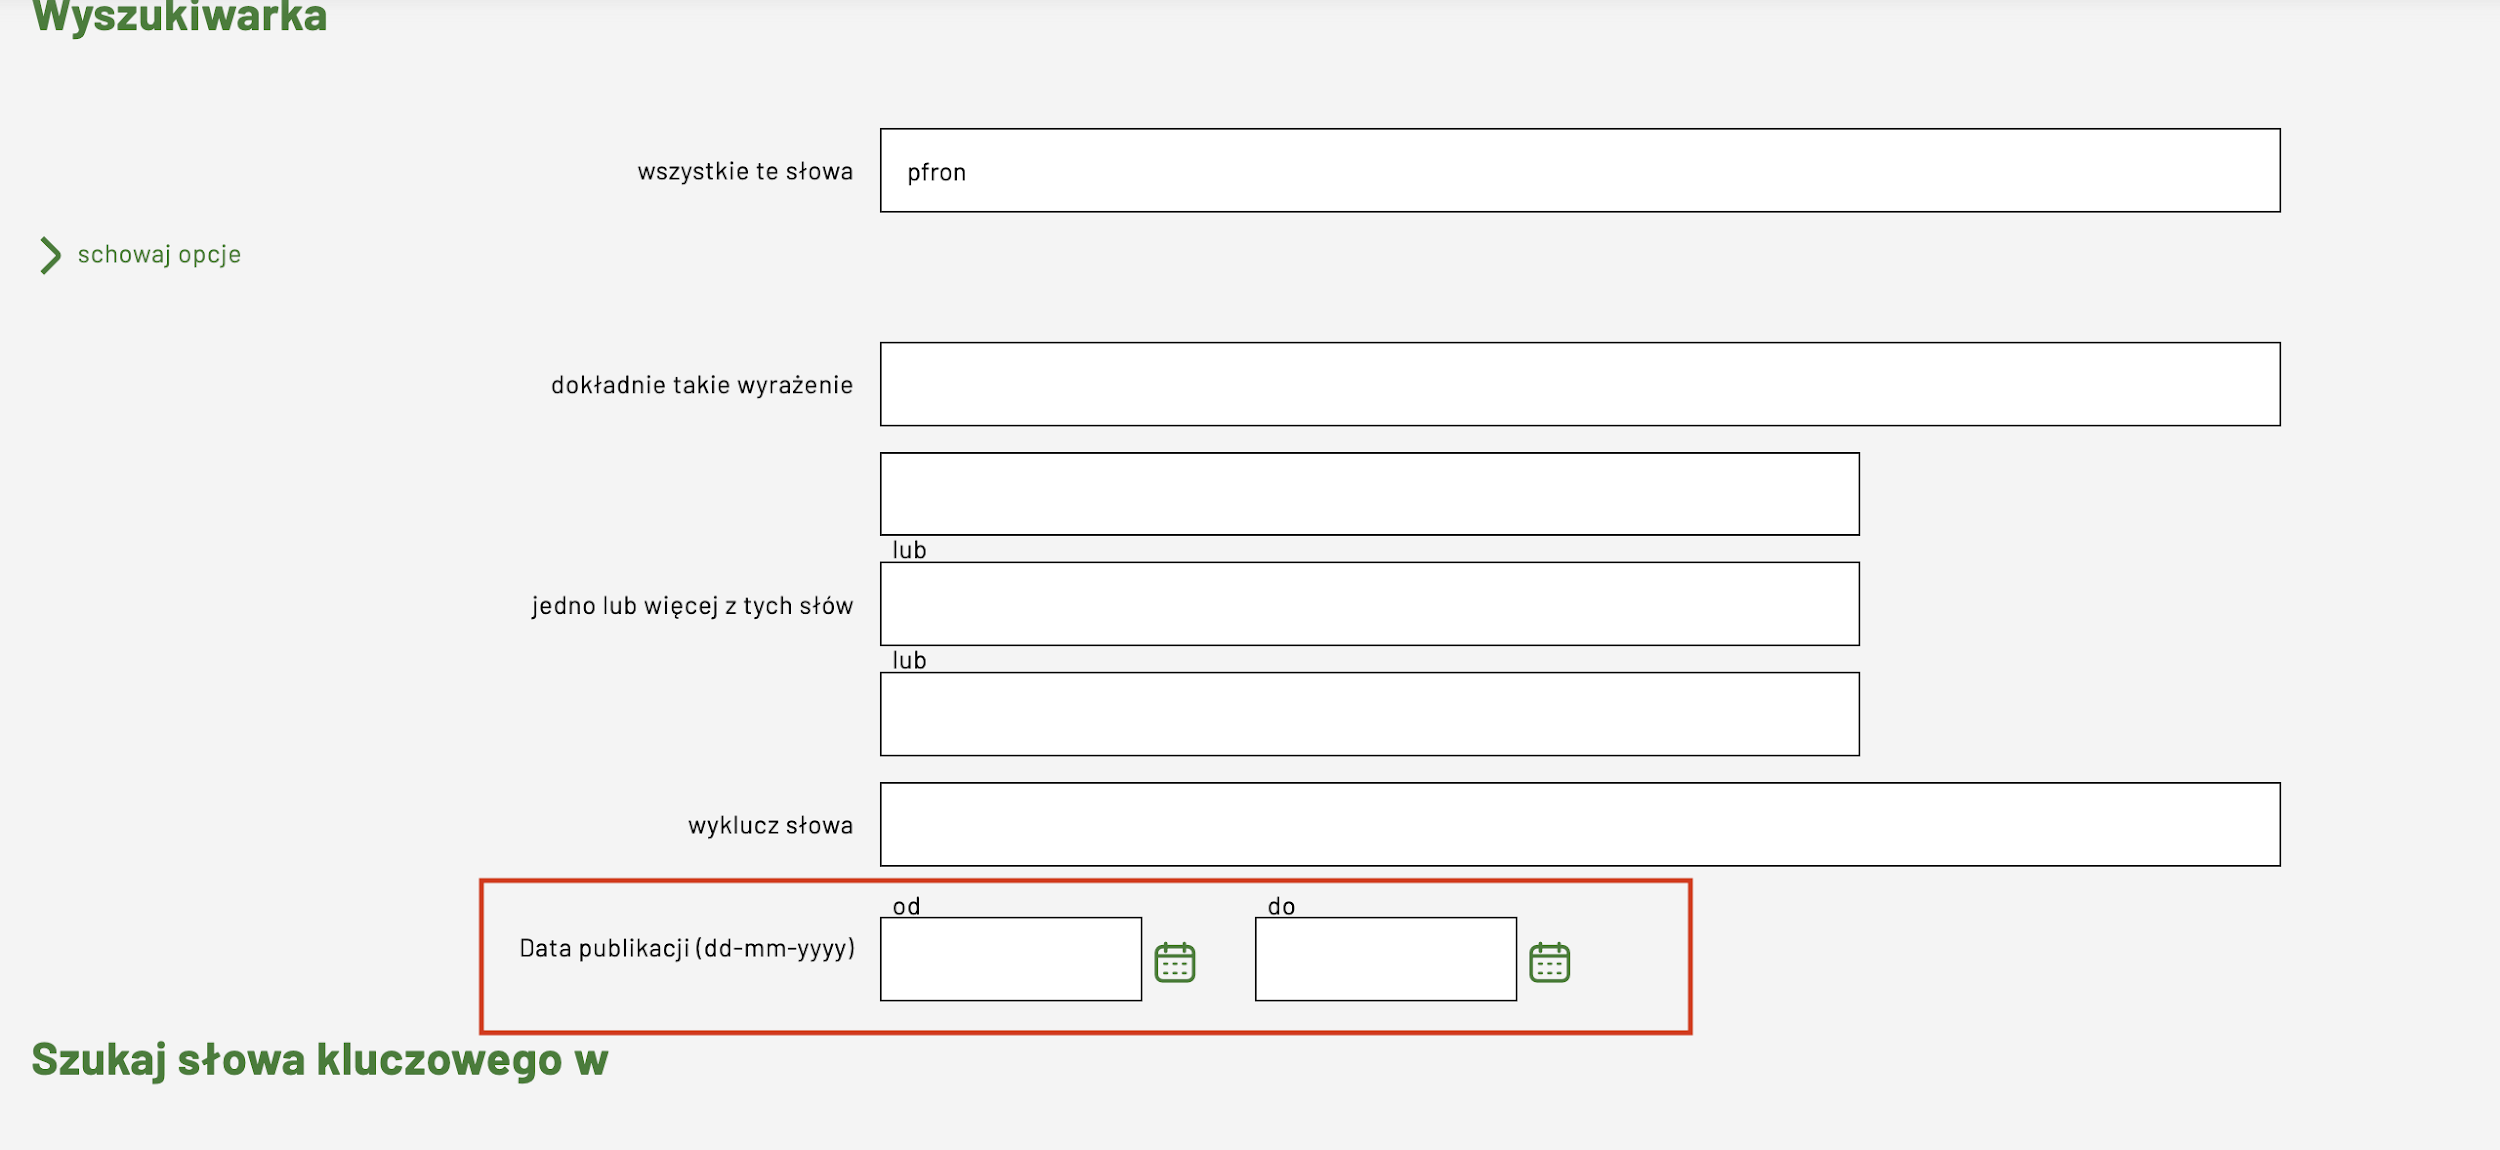 Wyszukiwarka
wszystkie te słowa
pfron
schowaj opcje
dokładnie takie wyrażenie
lub
jedno lub więcej z tych słów
lub
wyklucz słowa
od do
Data publikacji (dd-mm-yyyy)
Szukaj słowa kluczowego w